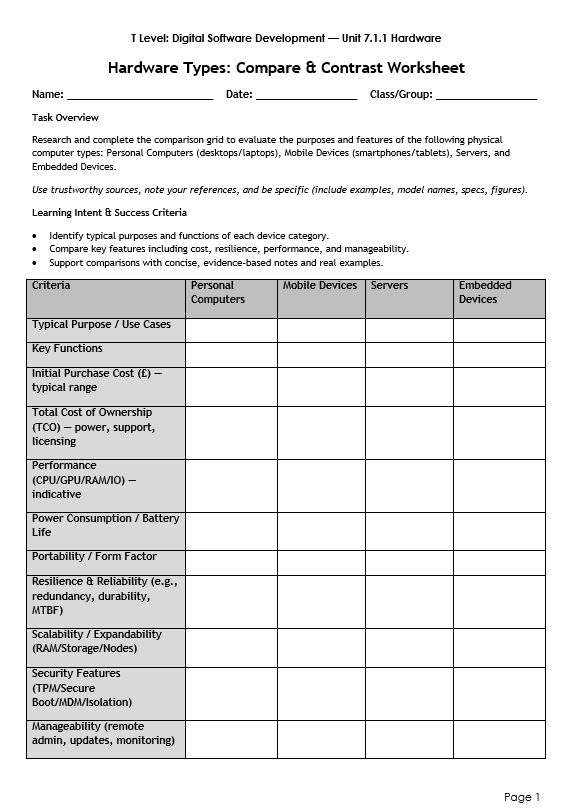 T Level: Digital Software Development — Unit 7.1.1 Hardware
Hardware Types: Compare & Contrast Worksheet
Name: ____________________________ Date: ____________________ Class/Group: ____________________
Task Overview
Research and complete the comparison grid to evaluate the purposes and features of the following physical
computer types: Personal Computers (desktops/laptops), Mobile Devices (smartphones/tablets), Servers, and
Embedded Devices.
Use trustworthy sources, note your references, and be specific (include examples, model names, specs, figures).
Learning Intent & Success Criteria
• Identify typical purposes and functions of each device category.
• Compare key features including cost, resilience, performance, and manageability.
• Support comparisons with concise, evidence-based notes and real examples.
Criteria Personal Mobile Devices Servers Embedded
Computers Devices
Typical Purpose / Use Cases
Key Functions
Initial Purchase Cost (£) —
typical range
Total Cost of Ownership
(TCO) — power, support,
licensing
Performance
(CPU/GPU/RAM/IO) —
indicative
Power Consumption / Battery
Life
Portability / Form Factor
Resilience & Reliability (e.g.,
redundancy, durability,
MTBF)
Scalability / Expandability
(RAM/Storage/Nodes)
Security Features
(TPM/Secure
Boot/MDM/Isolation)
Manageability (remote
admin, updates, monitoring)
Page 1